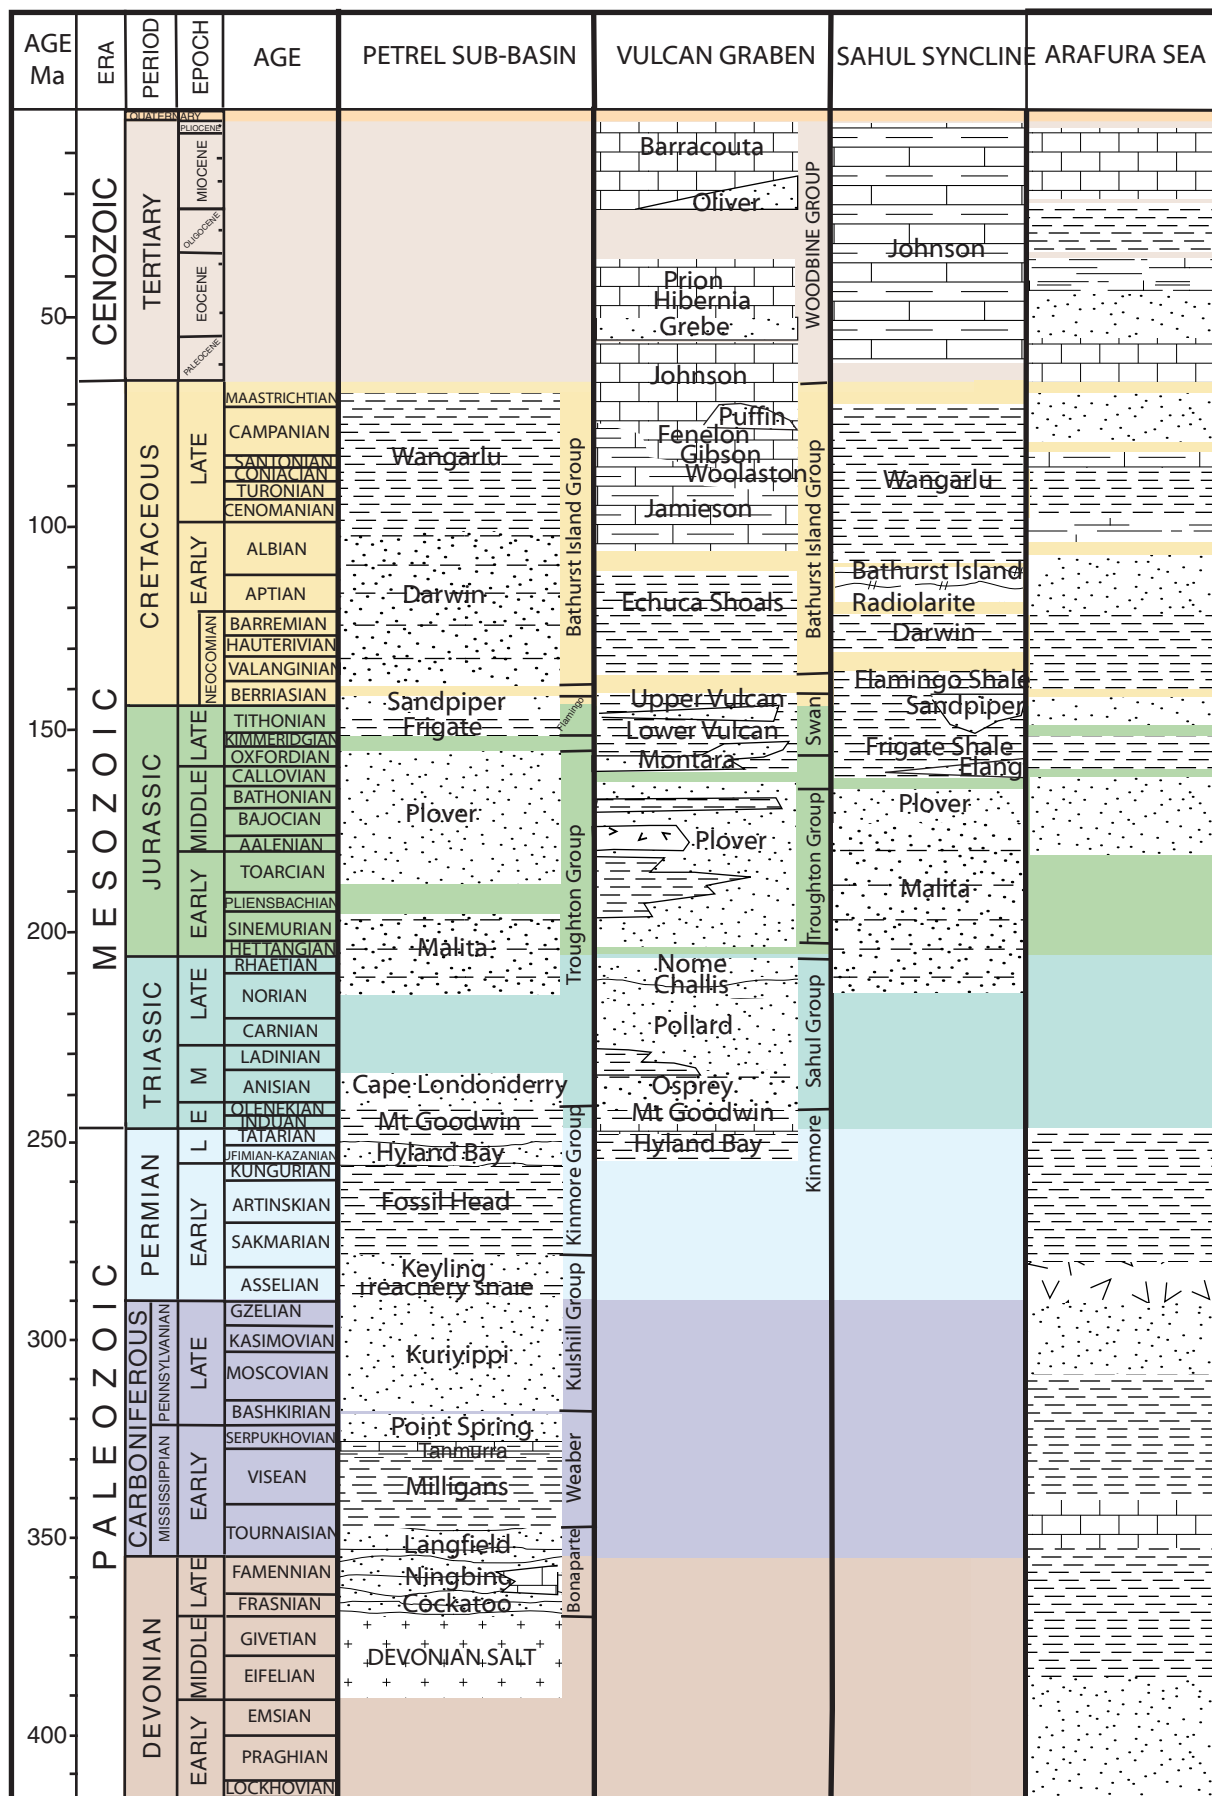 AGE
Ma
ERA
PERIOD
EPOCH
AGE
PETREL SUB-BASIN
VULCAN GRABEN
SAHUL SYNCLINE
ARAFURA SEA
50
100
150
200
250
300
350
400
CENOZOIC
MESOZOIC
PALEOZOIC
QUATERNARY
TERTIARY
CRETACEOUS
JURASSIC
TRIASSIC
PERMIAN
CARBONIFEROUS
DEVONIAN
PENNSYLVANIAN
MISSISSIPPIAN
PLIOCENE
MIOCENE
OLIGOCENE
EOCENE
PALEOCENE
LATE
EARLY
NEOCOMIAN
LATE
MIDDLE
EARLY
LATE
M
E
L
EARLY
LATE
EARLY
LATE
MIDDLE
EARLY
MAASTRICHTIAN
CAMPANIAN
SANTONIAN
CONIACIAN
TURONIAN
CENOMANIAN
ALBIAN
APTIAN
BARREMIAN
HAUTERIVIAN
VALANGINIAN
BERRIASIAN
TITHONIAN
KIMMERIDGIAN
OXFORDIAN
CALLOVIAN
BATHONIAN
BAJOCIAN
AALENIAN
TOARCIAN
PLIENSBACHIAN
SINEMURIAN
HETTANGIAN
RHAETIAN
NORIAN
CARNIAN
LADINIAN
ANISIAN
OLENEKIAN
INDUAN
TATARIAN
UFIMIAN-KAZANIAN
KUNGURIAN
ARTINSKIAN
SAKMARIAN
ASSELIAN
GZELIAN
KASIMOVIAN
MOSCOVIAN
BASHKIRIAN
SERPUKHOVIAN
VISEAN
TOURNAISIAN
FAMENNIAN
FRASNIAN
GIVETIAN
EIFELIAN
EMSIAN
PRAGHIAN
LOCKHOVIAN
Wangarlu
Darwin
Sandpiper
Frigate
Plover
Malita
Cape Londonderry
Mt Goodwin
Hyland Bay
Fossil Head
Keyling
Treachery Shale
Kuriyippi
Point Spring
Tanmurra
Milligans
Langfield
Ningbing
Cockatoo
DEVONIAN SALT
Bathurst Island Group
Flamingo
Troughton Group
Kinmore Group
Kulshill Group
Weaber
Bonaparte
Barracouta
Oliver
Prion
Hibernia
Grebe
Johnson
Puffin
Fenelon
Gibson
Woolaston
Jamieson
Echuca Shoals
Upper Vulcan
Lower Vulcan
Montara
Plover
Nome
Challis
Pollard
Osprey
Mt Goodwin
Hyland Bay
WOODBINE GROUP
Bathurst Island Group
Swan
Troughton Group
Sahul Group
Kinmore
Johnson
Wangarlu
Bathurst Island
Radiolarite
Darwin
Flamingo Shale
Sandpiper
Frigate Shale
Elang
Plover
Malita